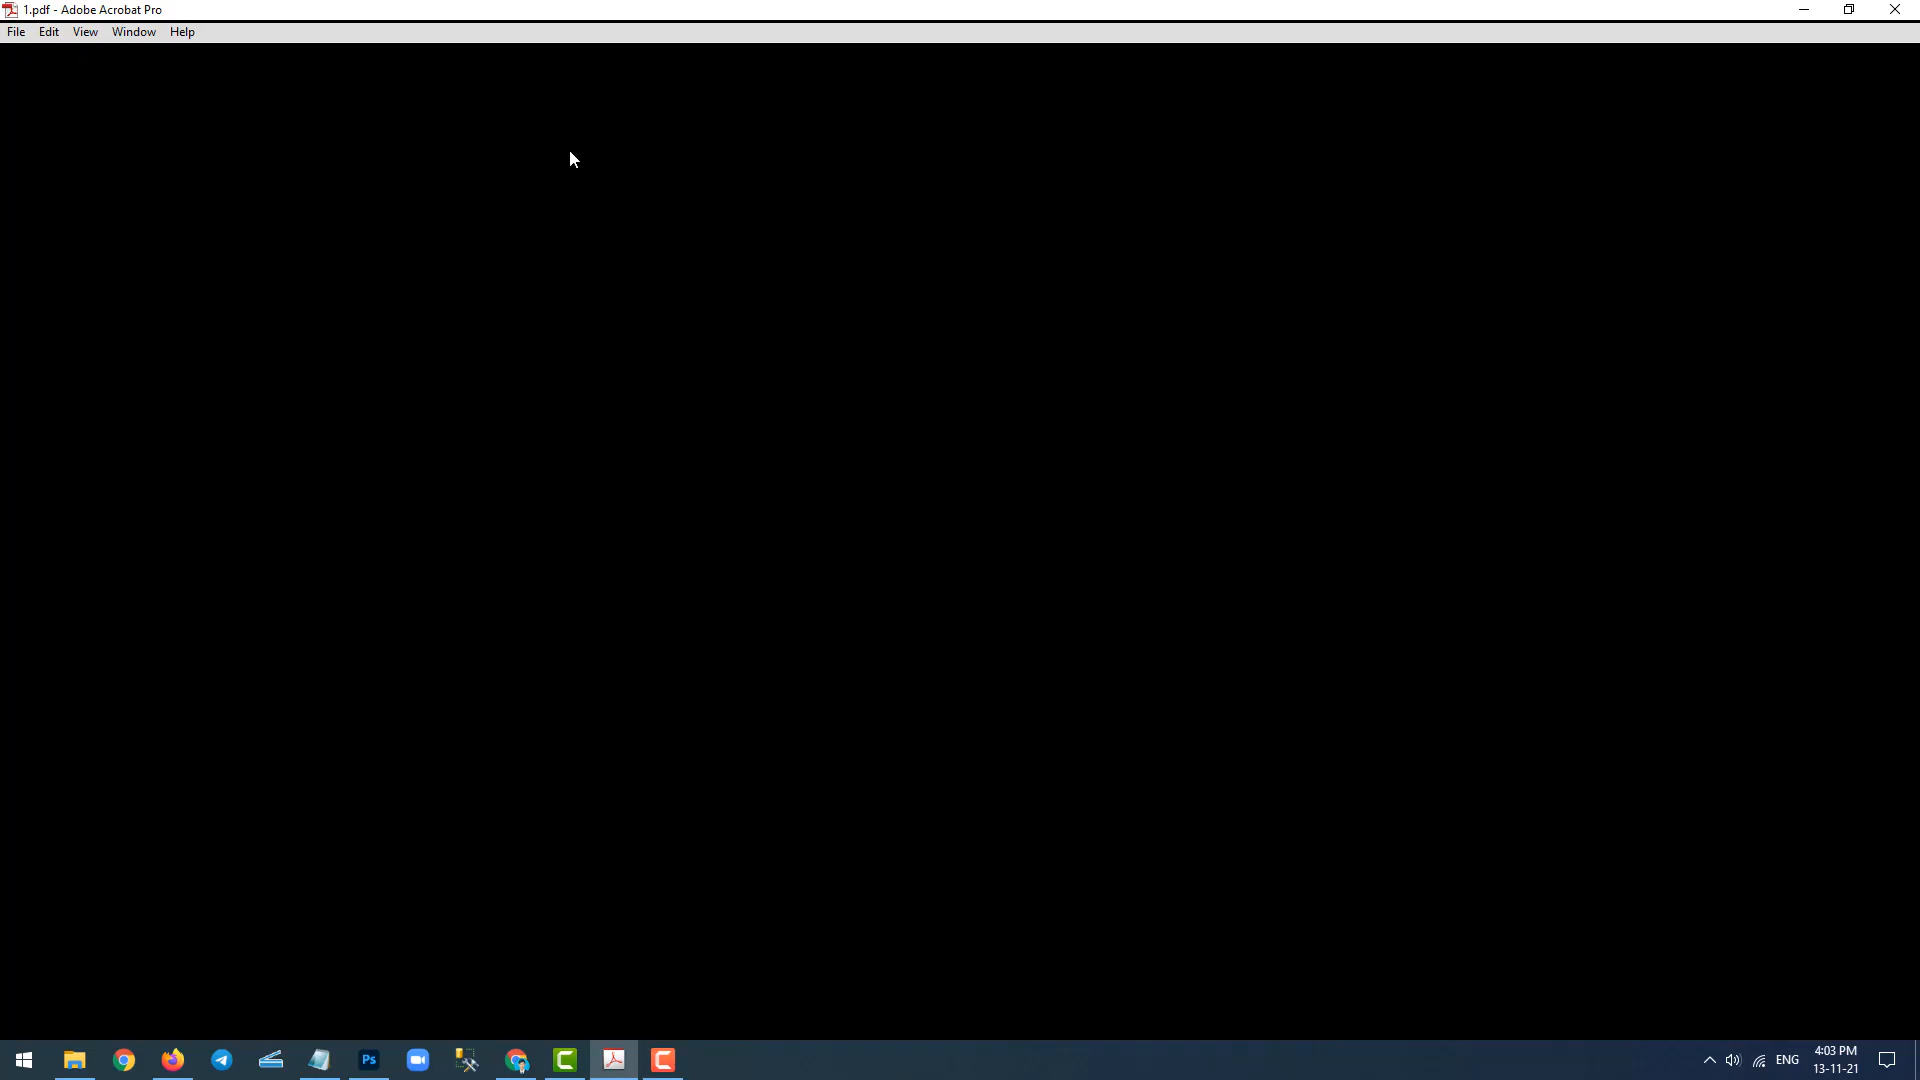 1.pdf - Adobe Acrobat Pro
File Edit View Window Help
Ps
ENG
4:03 PM
13-11-21